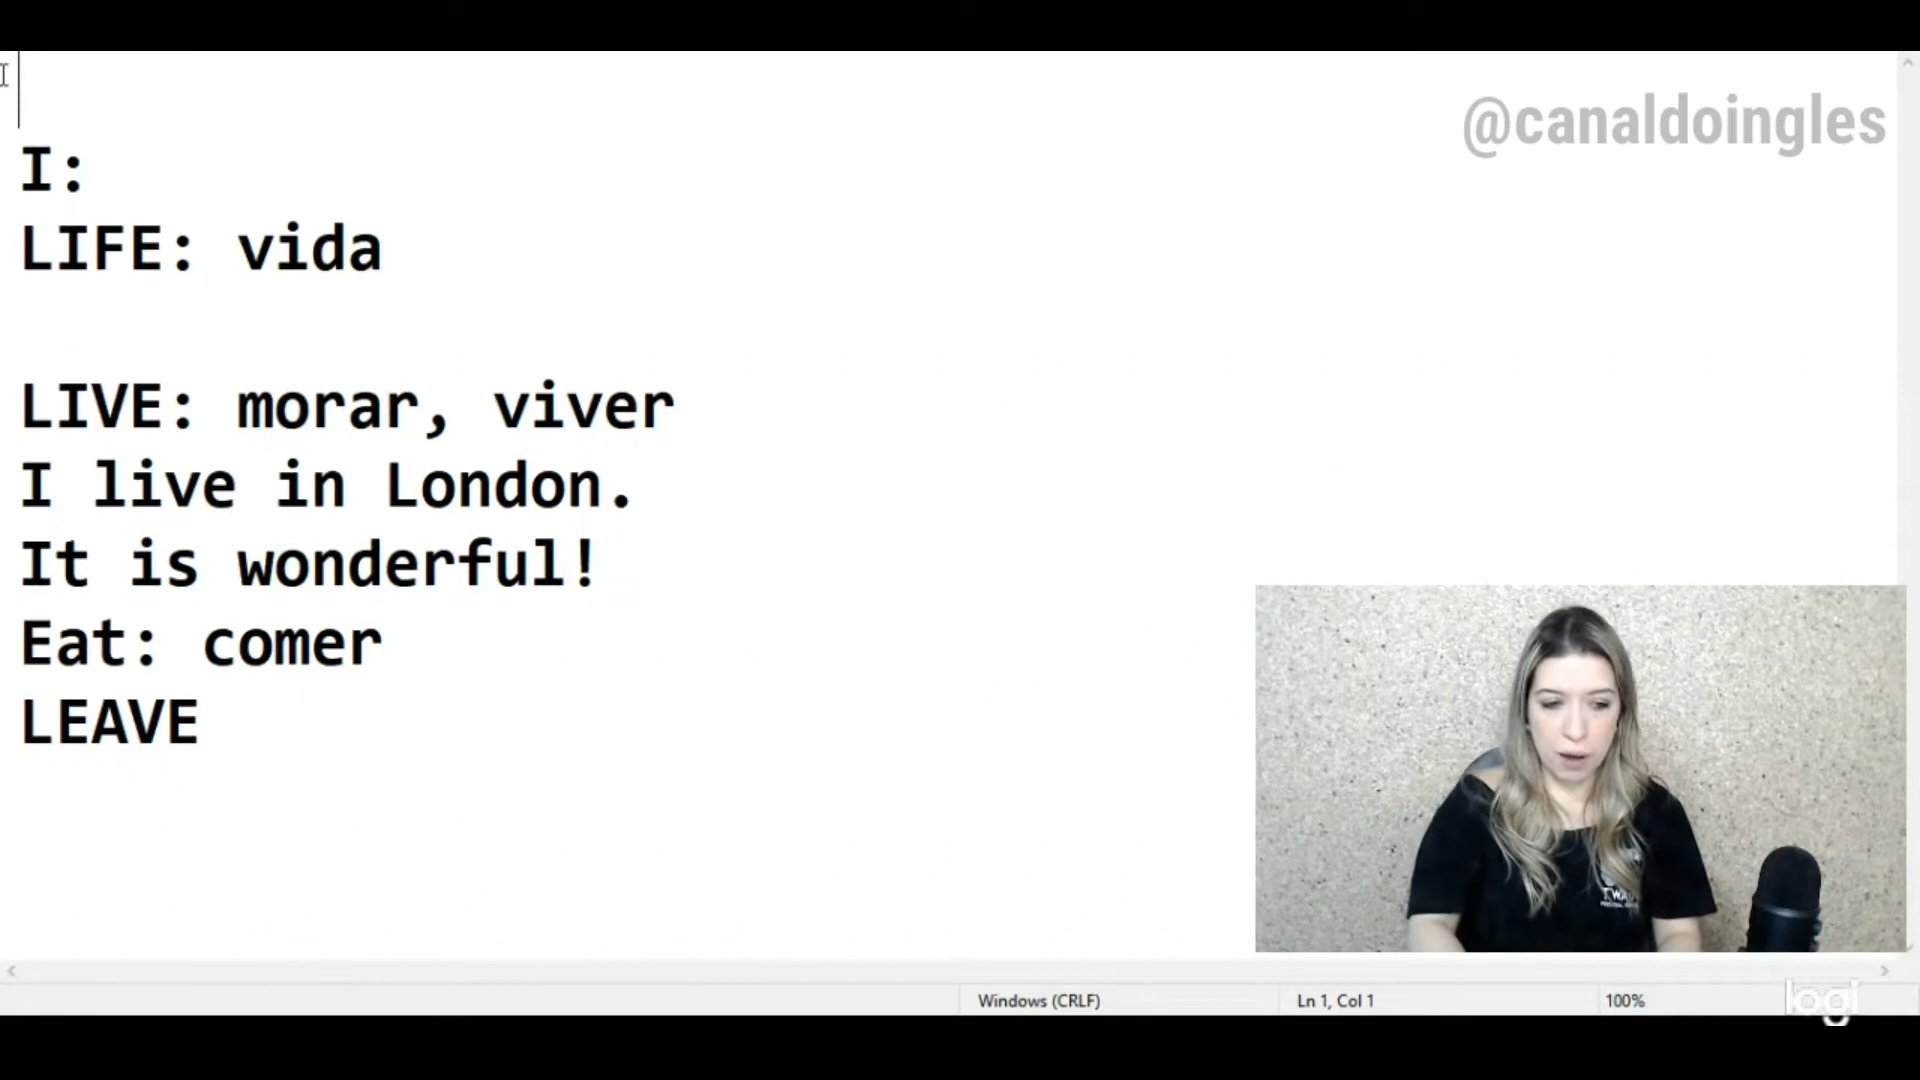 @canaldoingles
I:
LIFE: vida
LIVE: morar, viver
I live in London.
It is wonderful!
Eat: comer
LEAVE
Windows (CRLF)
Ln 1, Col 1
100%
logi